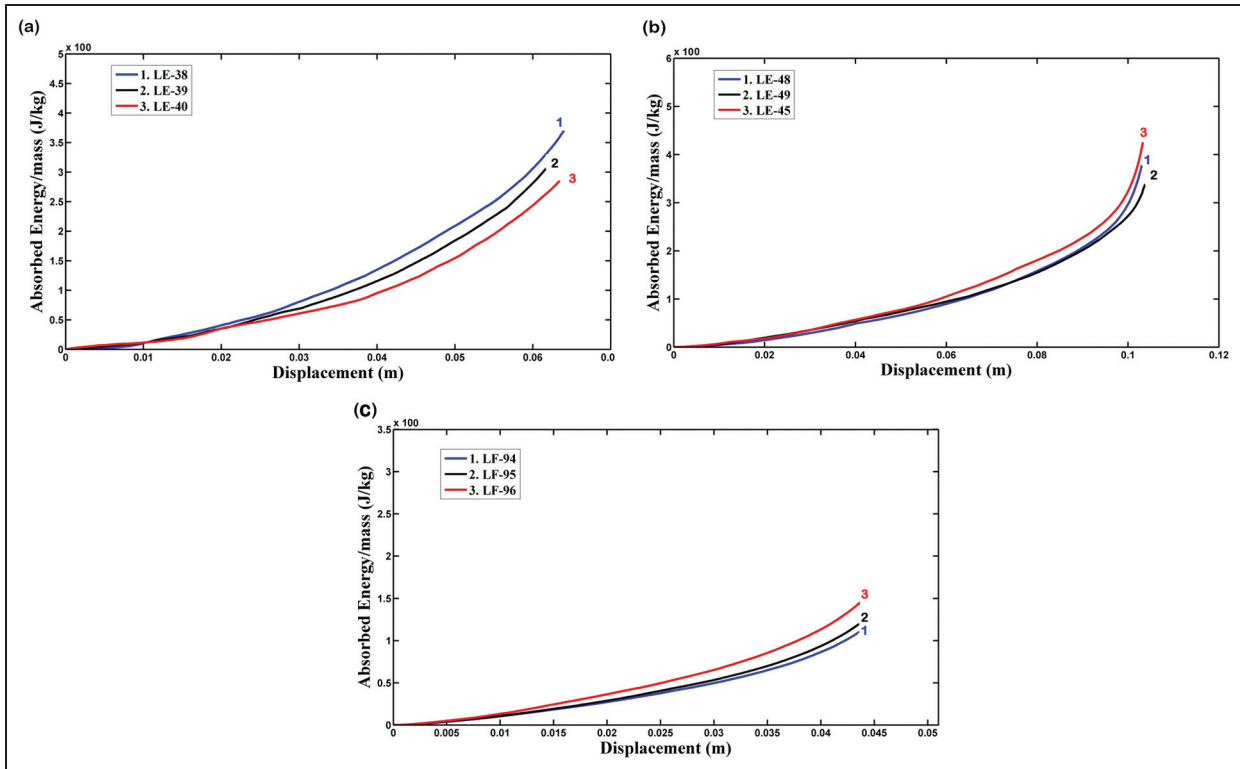 (a)
x 100
5
4.5
4
3.5
3
2.5
2
1.5
1
0.5
0
Absorbed Energy/mass (J/kg)
1. LE-38
2. LE-39
3. LE-40
1
2
3
0.01 0.02 0.03 0.04 0.05 0.06 0.0
Displacement (m)
(b)
x 100
6
5
4
3
2
1
0
Absorbed Energy/mass (J/kg)
1. LE-48
2. LE-49
3. LE-45
3
1
2
0 0.02 0.04 0.06 0.08 0.1 0.12
Displacement (m)
(c)
x 100
3.5
3
2.5
2
1.5
1
0.5
0
Absorbed Energy/mass (J/kg)
1. LF-94
2. LF-95
3. LF-96
3
2
1
0 0.005 0.01 0.015 0.02 0.025 0.03 0.035 0.04 0.045 0.05
Displacement (m)